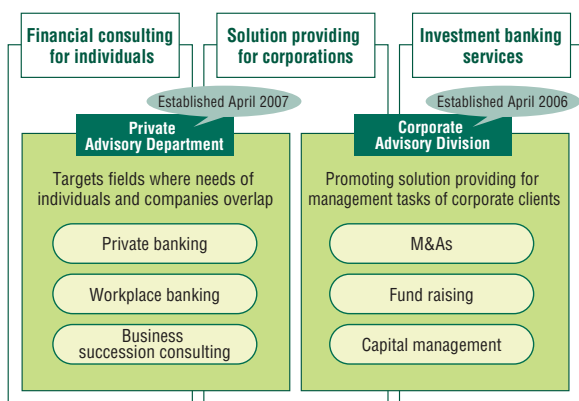 Financial consulting
for individuals
Solution providing
for corporations
Investment banking
services
Established April 2007
Private
Advisory Department
Targets fields where needs of
individuals and companies overlap
Private banking
Workplace banking
Business
succession consulting
Established April 2006
Corporate
Advisory Division
Promoting solution providing for
management tasks of corporate clients
M&As
Fund raising
Capital management